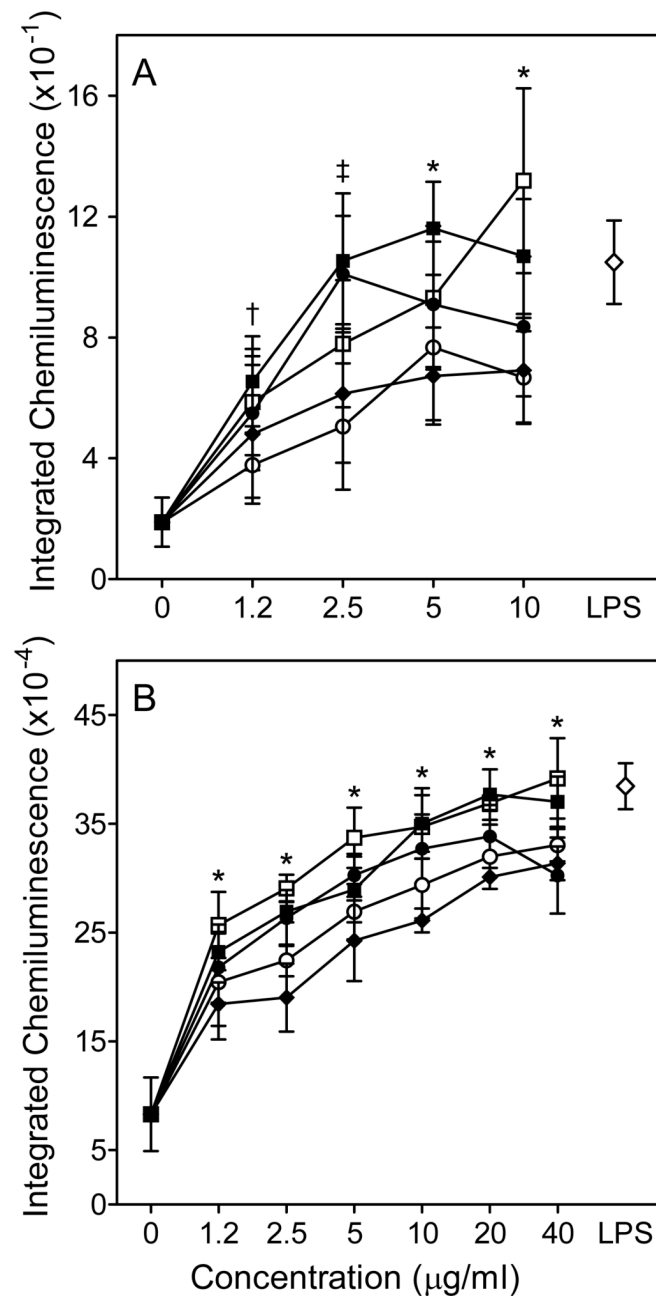 A
Integrated Chemiluminescence (x10⁻¹)
16
12
8
4
0
†
‡
*
*
0 1.2 2.5 5 10 LPS
B
Integrated Chemiluminescence (x10⁻⁴)
45
35
25
15
5
0
* * * * * *
0 1.2 2.5 5 10 20 40 LPS
Concentration (μg/ml)